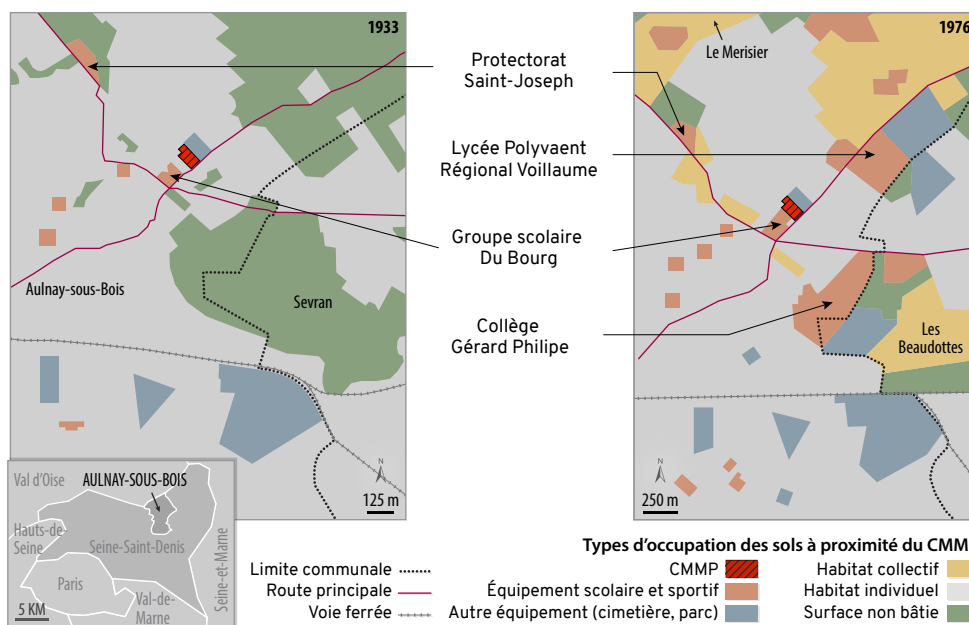 1933
1976
Le Merisier
Protectorat
Saint-Joseph
Lycée Polyvaent
Régional Voillaume
Groupe scolaire
Du Bourg
Aulnay-sous-Bois
Sevran
Collège
Gérard Philipe
Les
Beaudottes
N
125 m
N
250 m
Val d'Oise
AULNAY-SOUS-BOIS
Hauts-de-
Seine
Seine-Saint-Denis
Seine-et-Marne
Paris
Val-de-
Marne
5 KM
Limite communale
Route principale
Voie ferrée
Types d'occupation des sols à proximité du CMM
CMMP
Équipement scolaire et sportif
Autre équipement (cimetière, parc)
Habitat collectif
Habitat individuel
Surface non bâtie